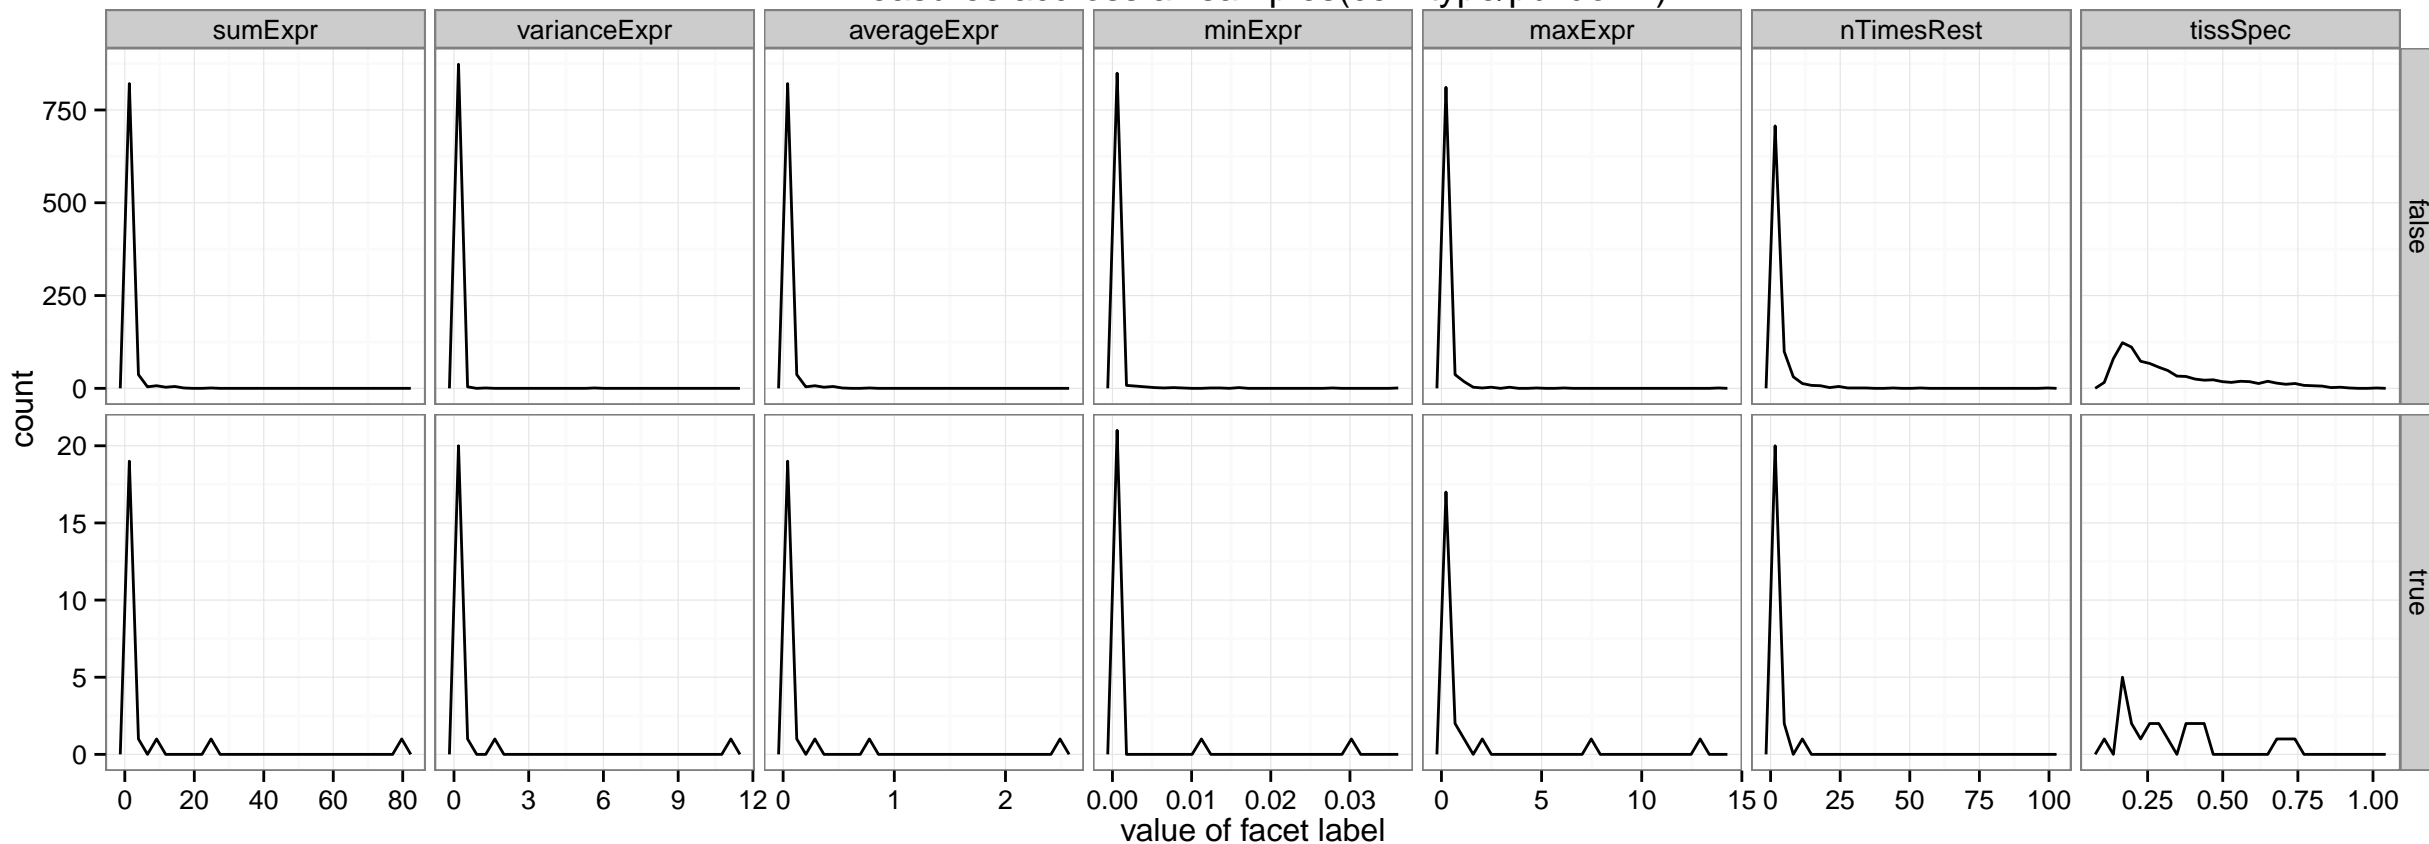 sumExpr varianceExpr averageExpr minExpr maxExpr nTimesRest tissSpec
750
500
250
0
false
count
20
15
10
5
0
true
0 20 40 60 80 0 3 6 9 12 0 1 2 0.00 0.01 0.02 0.03 0 5 10 15 0 25 50 75 100 0.25 0.50 0.75 1.00
value of facet label